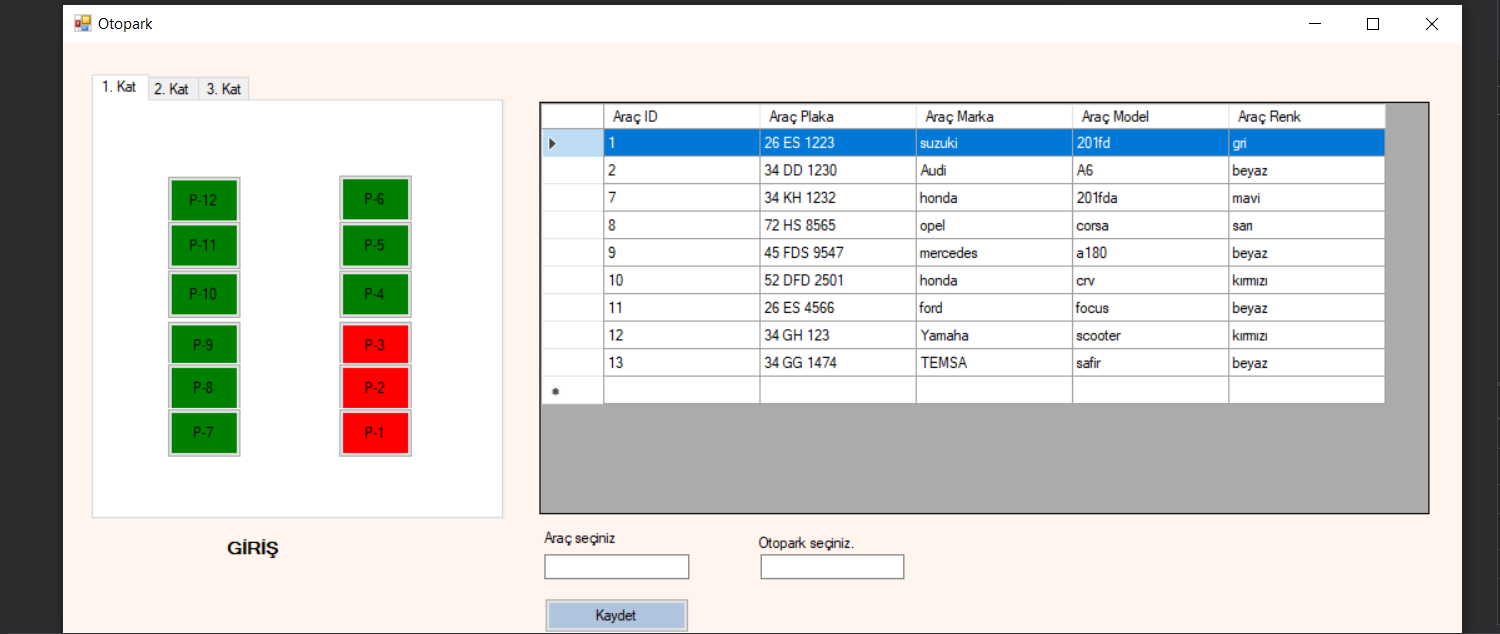 Otopark
1. Kat 2. Kat 3. Kat
P-12 P-6
P-11 P-5
P-10 P-4
P-9 P-3
P-8 P-2
P-7 P-1
GİRİŞ
Araç ID Araç Plaka Araç Marka Araç Model Araç Renk
1 26 ES 1223 suzuki 201fd gri
2 34 DD 1230 Audi A6 beyaz
7 34 KH 1232 honda 201fda mavi
8 72 HS 8565 opel corsa sarı
9 45 FDS 9547 mercedes a180 beyaz
10 52 DFD 2501 honda crv kırmızı
11 26 ES 4566 ford focus beyaz
12 34 GH 123 Yamaha scooter kırmızı
13 34 GG 1474 TEMSA safir beyaz
Araç seçiniz Otopark seçiniz.
Kaydet